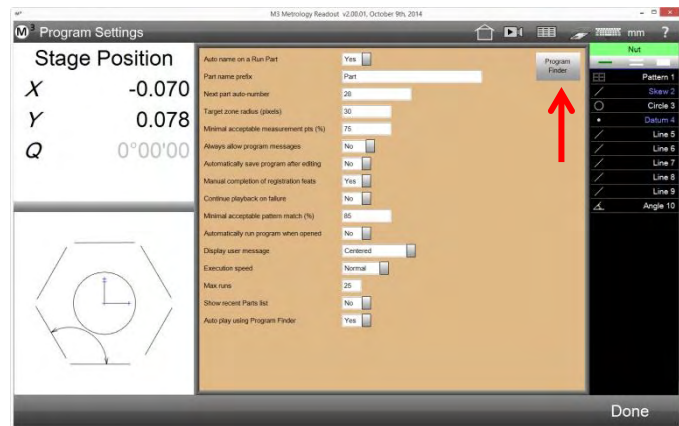 M3 Metrology Readout v2.00.01, October 9th, 2014
M³ Program Settings
mm ?
Stage Position
X -0.070
Y 0.078
Q 0°00'00
Auto name on a Run Part Yes
Part name prefix Part
Next part auto-number 28
Target zone radius (pixels) 30
Minimal acceptable measurement pts (%) 75
Always allow program messages No
Automatically save program after editing No
Manual completion of registration feats Yes
Continue playback on failure No
Minimal acceptable pattern match (%) 85
Automatically run program when opened No
Display user message Centered
Execution speed Normal
Max runs 25
Show recent Parts list No
Auto play using Program Finder Yes
Program
Finder
Nut
Pattern 1
Skew 2
Circle 3
Datum 4
Line 5
Line 6
Line 7
Line 8
Line 9
Angle 10
Done